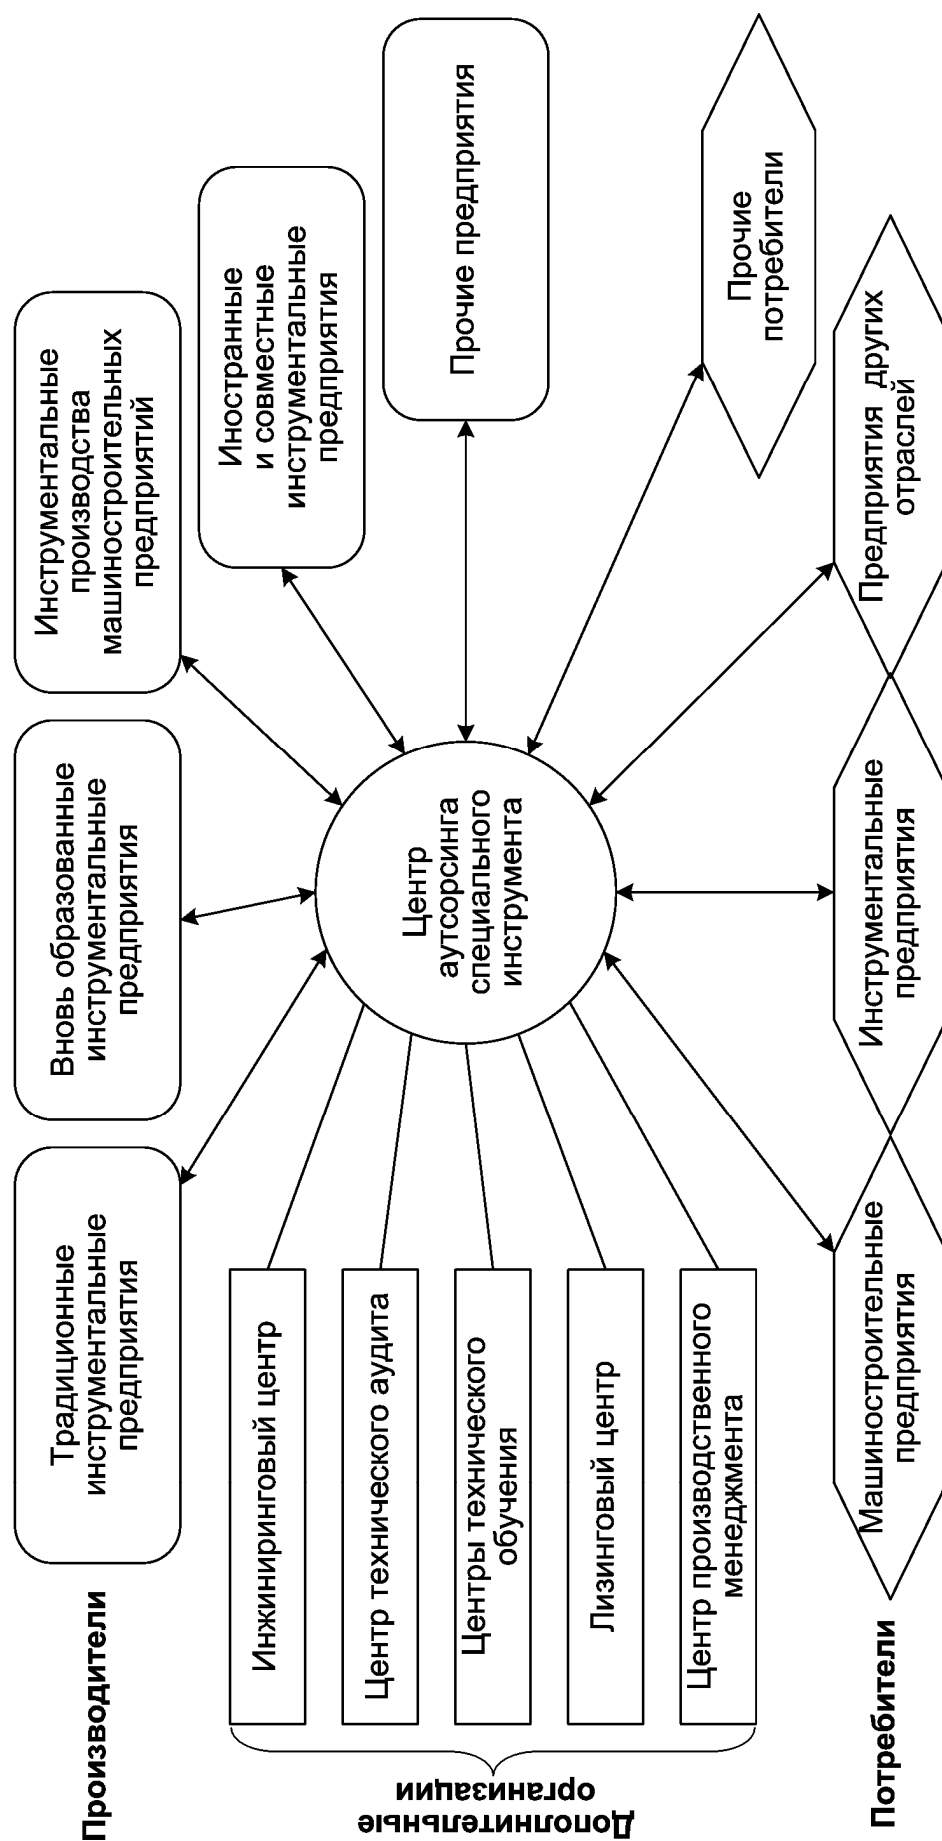 Производители
Традиционные
инструментальные
предприятия
Вновь образованные
инструментальные
предприятия
Инструментальные
производства
машиностроительных
предприятий
Иностранные
и совместные
инструментальные
предприятия
Прочие предприятия
Дополнительные
организации
Инжиниринговый центр
Центр технического аудита
Центры технического
обучения
Лизинговый центр
Центр производственного
менеджмента
Центр
аутсорсинга
специального
инструмента
Прочие
потребители
Потребители
Машиностроительные
предприятия
Инструментальные
предприятия
Предприятия других
отраслей